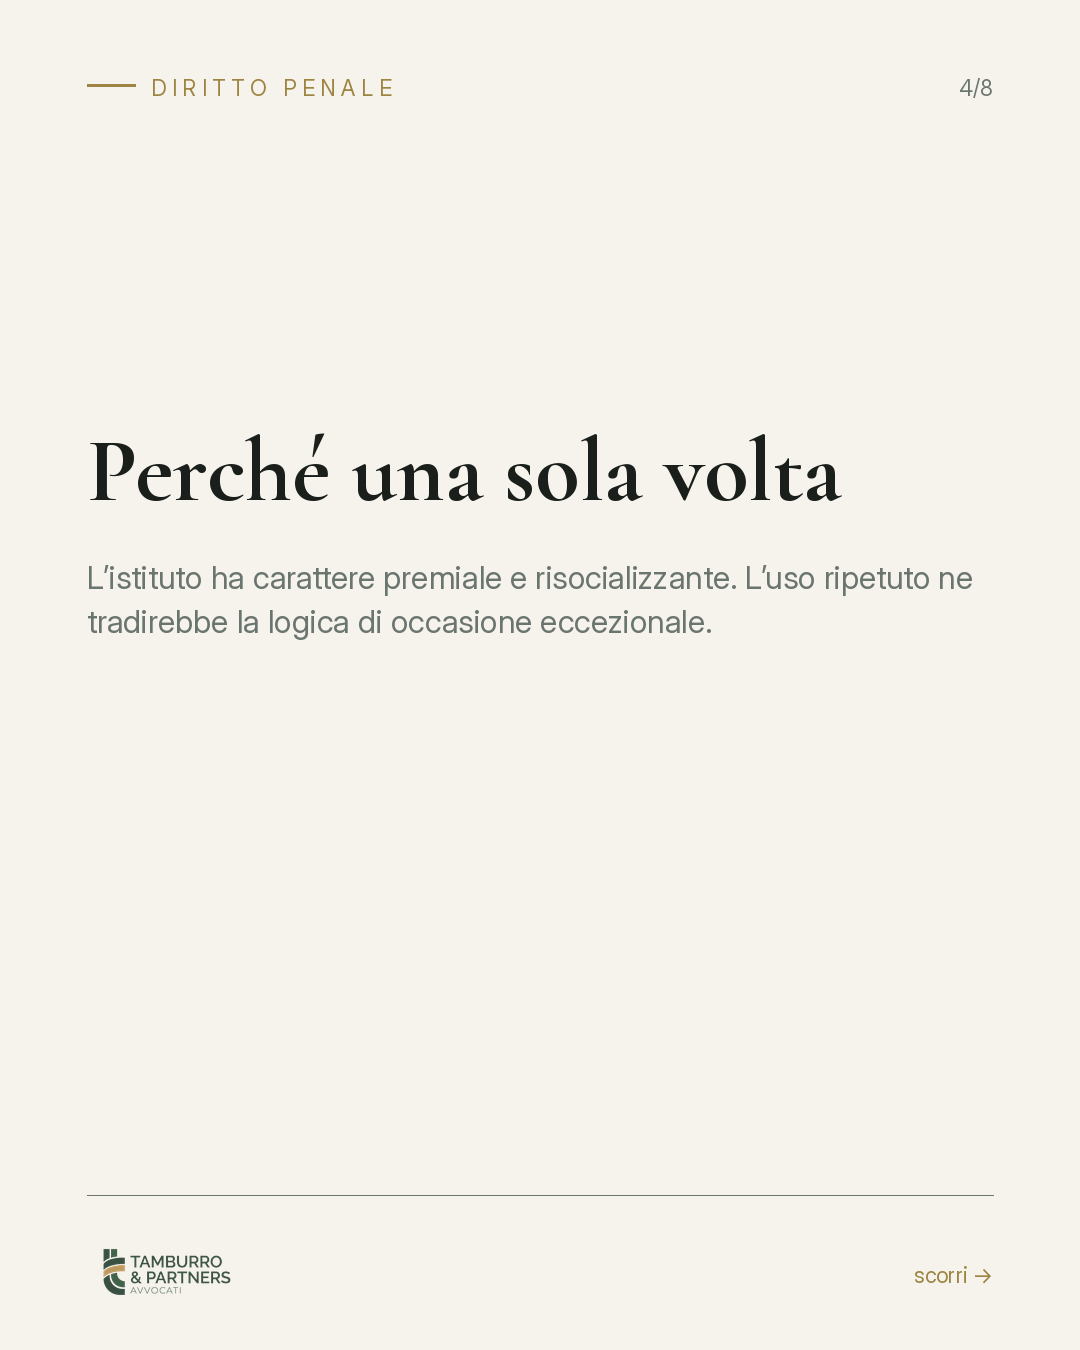 DIRITTO PENALE
4/8
Perché una sola volta
L’istituto ha carattere premiale e risocializzante. L’uso ripetuto ne
tradirebbe la logica di occasione eccezionale.
TAMBURRO
& PARTNERS
AVVOCATI
scorri →